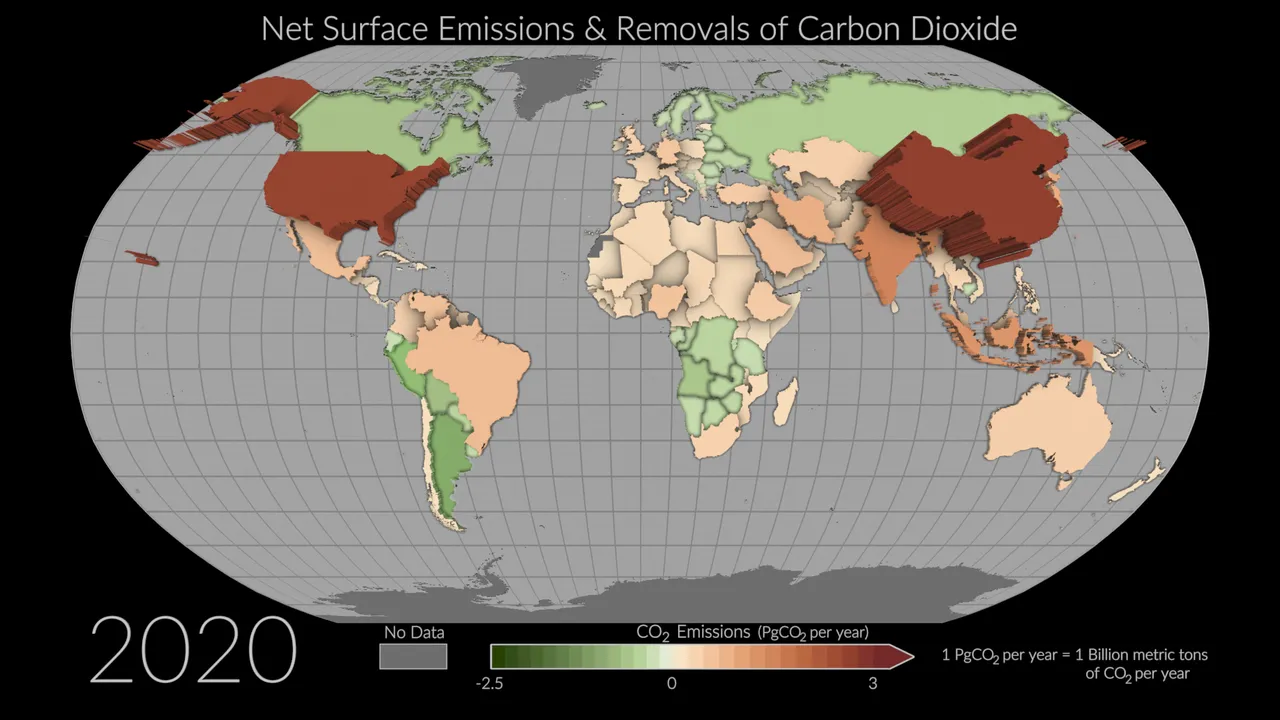 Net Surface Emissions & Removals of Carbon Dioxide
2020
No Data
CO₂ Emissions (PgCO₂ per year)
-2.5 0 3
1 PgCO₂ per year = 1 Billion metric tons
of CO₂ per year